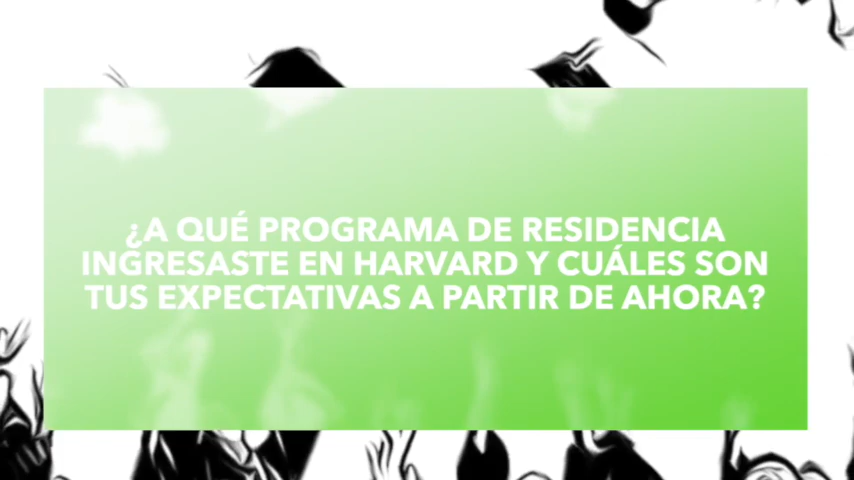 ¿A QUÉ PROGRAMA DE RESIDENCIA
INGRESASTE EN HARVARD Y CUÁLES SON
TUS EXPECTATIVAS A PARTIR DE AHORA?